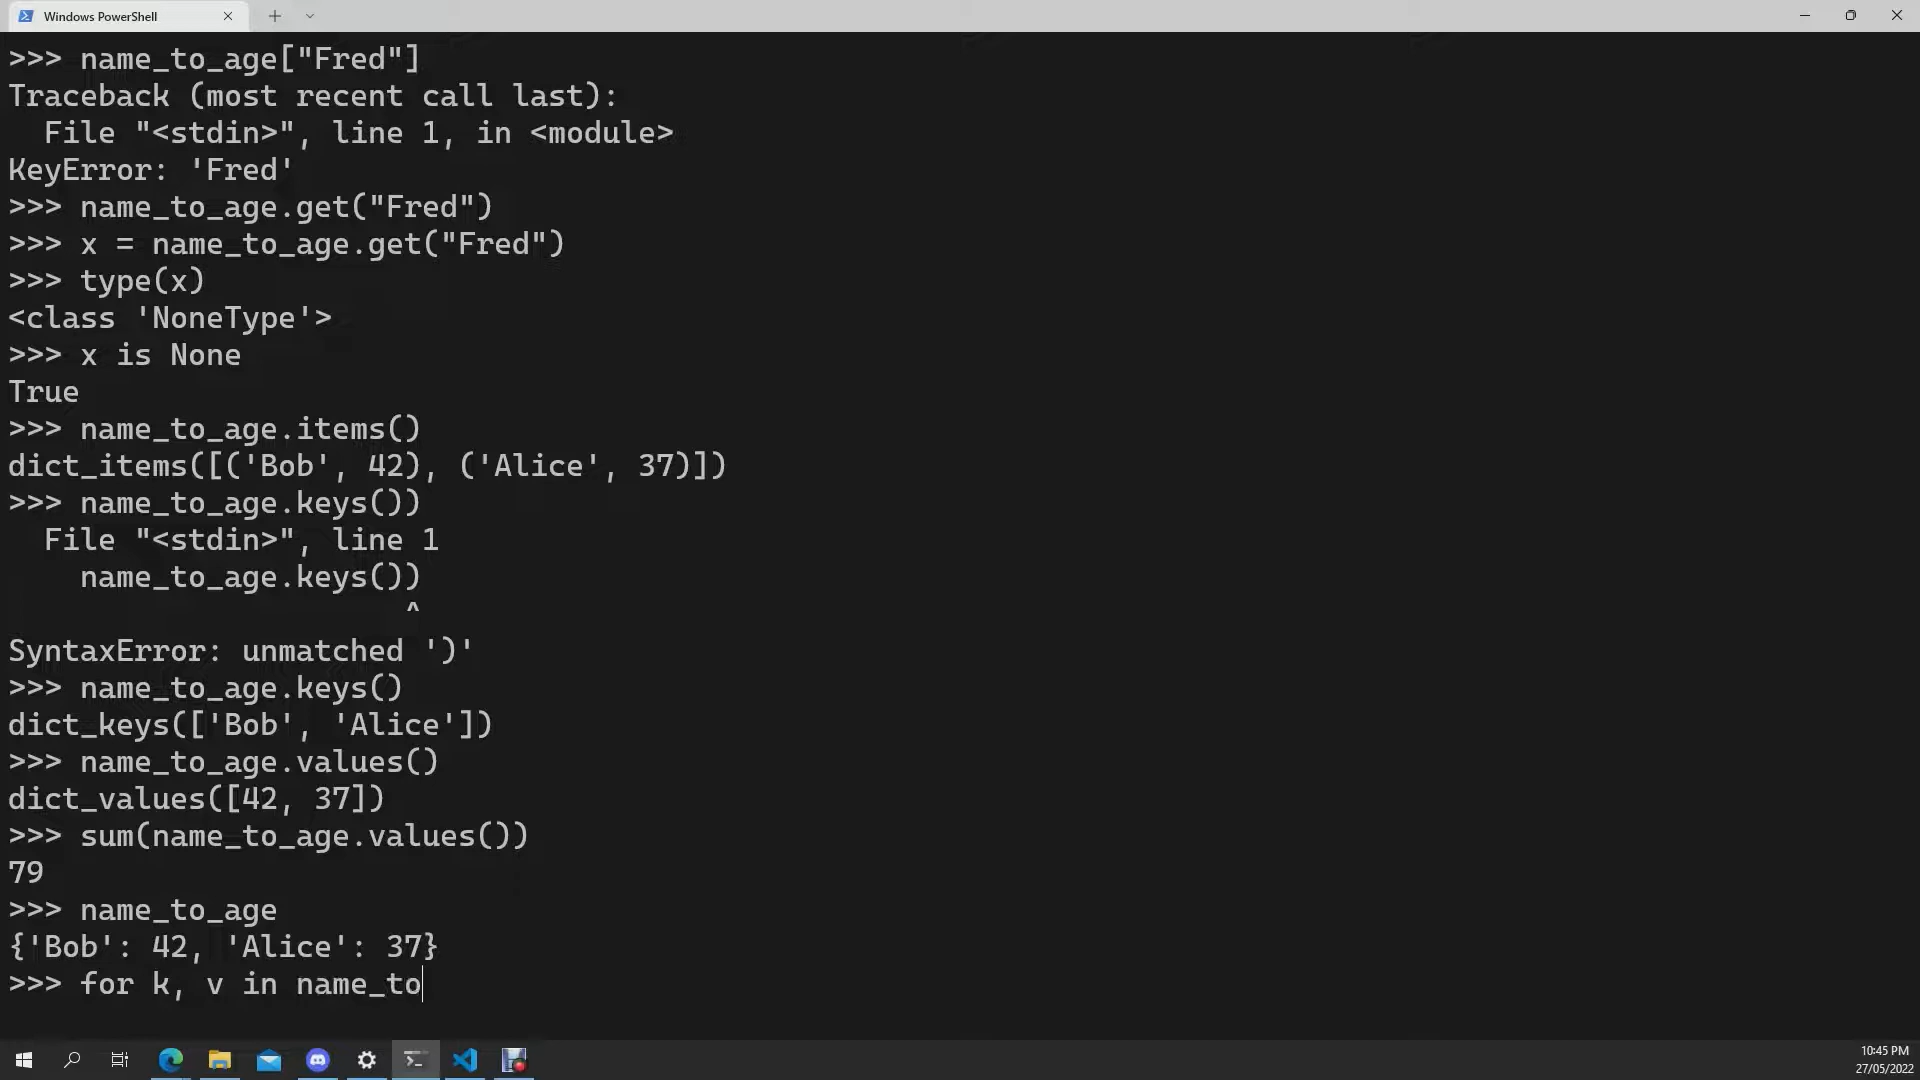 Windows PowerShell
>>> name_to_age["Fred"]
Traceback (most recent call last):
  File "<stdin>", line 1, in <module>
KeyError: 'Fred'
>>> name_to_age.get("Fred")
>>> x = name_to_age.get("Fred")
>>> type(x)
<class 'NoneType'>
>>> x is None
True
>>> name_to_age.items()
dict_items([('Bob', 42), ('Alice', 37)])
>>> name_to_age.keys())
  File "<stdin>", line 1
    name_to_age.keys())
                      ^
SyntaxError: unmatched ')'
>>> name_to_age.keys()
dict_keys(['Bob', 'Alice'])
>>> name_to_age.values()
dict_values([42, 37])
>>> sum(name_to_age.values())
79
>>> name_to_age
{'Bob': 42, 'Alice': 37}
>>> for k, v in name_to
10:45 PM
27/05/2022